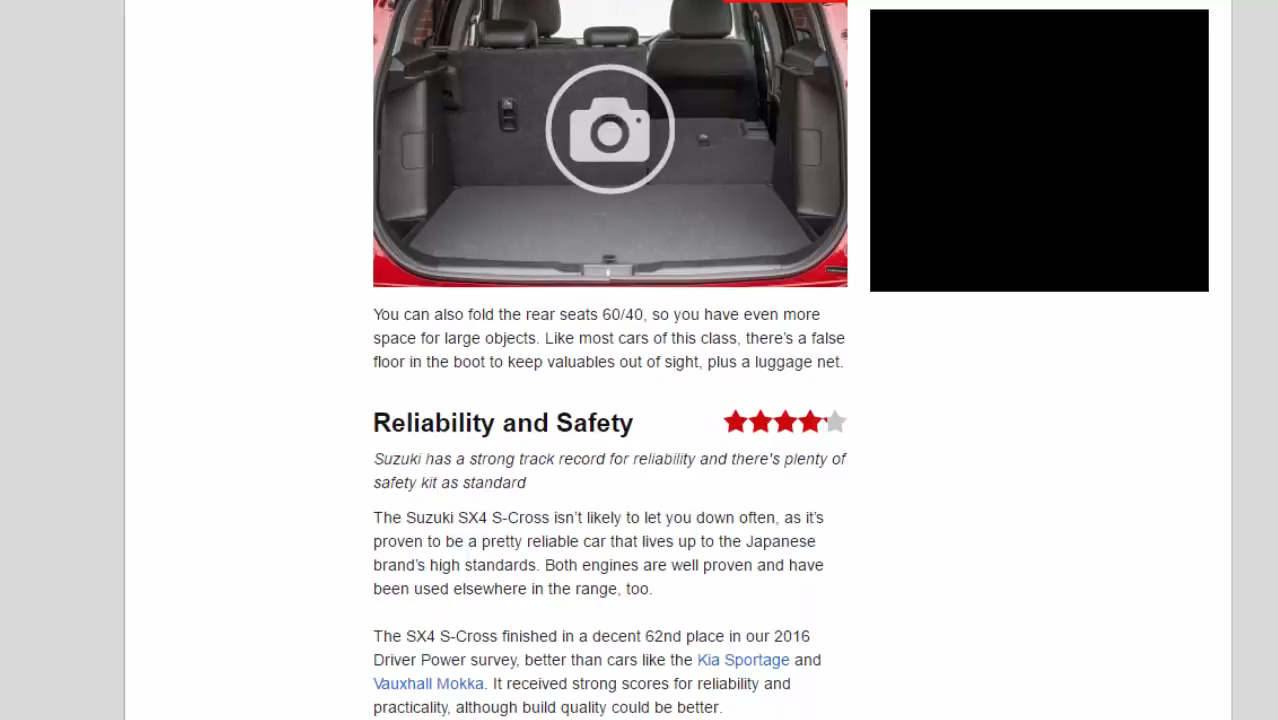 You can also fold the rear seats 60/40, so you have even more
space for large objects. Like most cars of this class, there's a false
floor in the boot to keep valuables out of sight, plus a luggage net.
Reliability and Safety
Suzuki has a strong track record for reliability and there's plenty of
safety kit as standard
The Suzuki SX4 S-Cross isn't likely to let you down often, as it's
proven to be a pretty reliable car that lives up to the Japanese
brand's high standards. Both engines are well proven and have
been used elsewhere in the range, too.
The SX4 S-Cross finished in a decent 62nd place in our 2016
Driver Power survey, better than cars like the Kia Sportage and
Vauxhall Mokka. It received strong scores for reliability and
practicality, although build quality could be better.